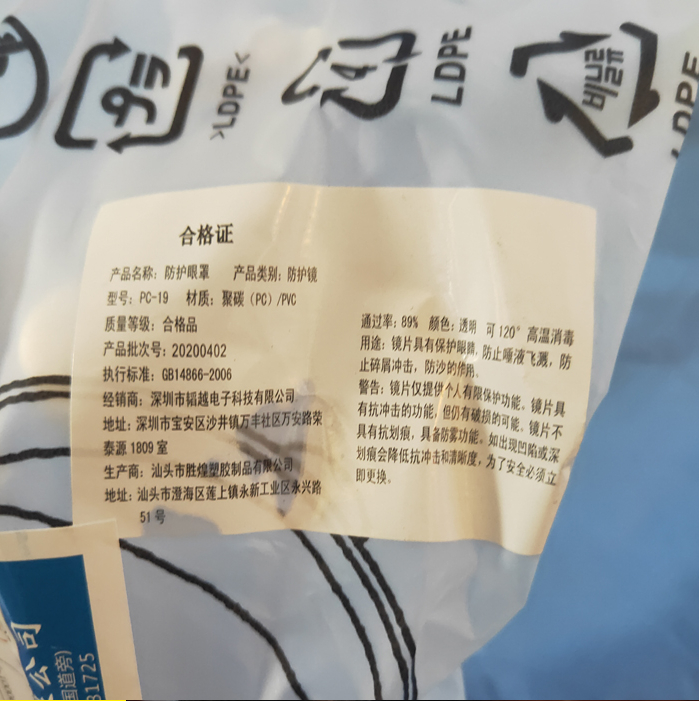 >LDPE<
4
LDPE
비닐류
LDPE
合格证
产品名称：防护眼罩 产品类别：防护镜
型号：PC-19 材质：聚碳（PC）/PVC
质量等级：合格品
产品批次号：20200402
执行标准：GB14866-2006
经销商：深圳市韬越电子科技有限公司
地址：深圳市宝安区沙井镇万丰社区万安路荣
泰源 1809 室
生产商：汕头市胜煌塑胶制品有限公司
地址：汕头市澄海区莲上镇永新工业区永兴路
51 号
通过率：89% 颜色：透明 可 120° 高温消毒
用途：镜片具有保护眼睛，防止唾液飞溅，防
止碎屑冲击，防沙的作用。
警告：镜片仅提供个人有限保护功能。镜片具
有抗冲击的功能，但仍有破损的可能。镜片不
具有抗划痕，具备防雾功能。如出现凹陷或深
划痕会降低抗冲击和清晰度，为了安全必须立
即更换。
公司
国道旁)
81725